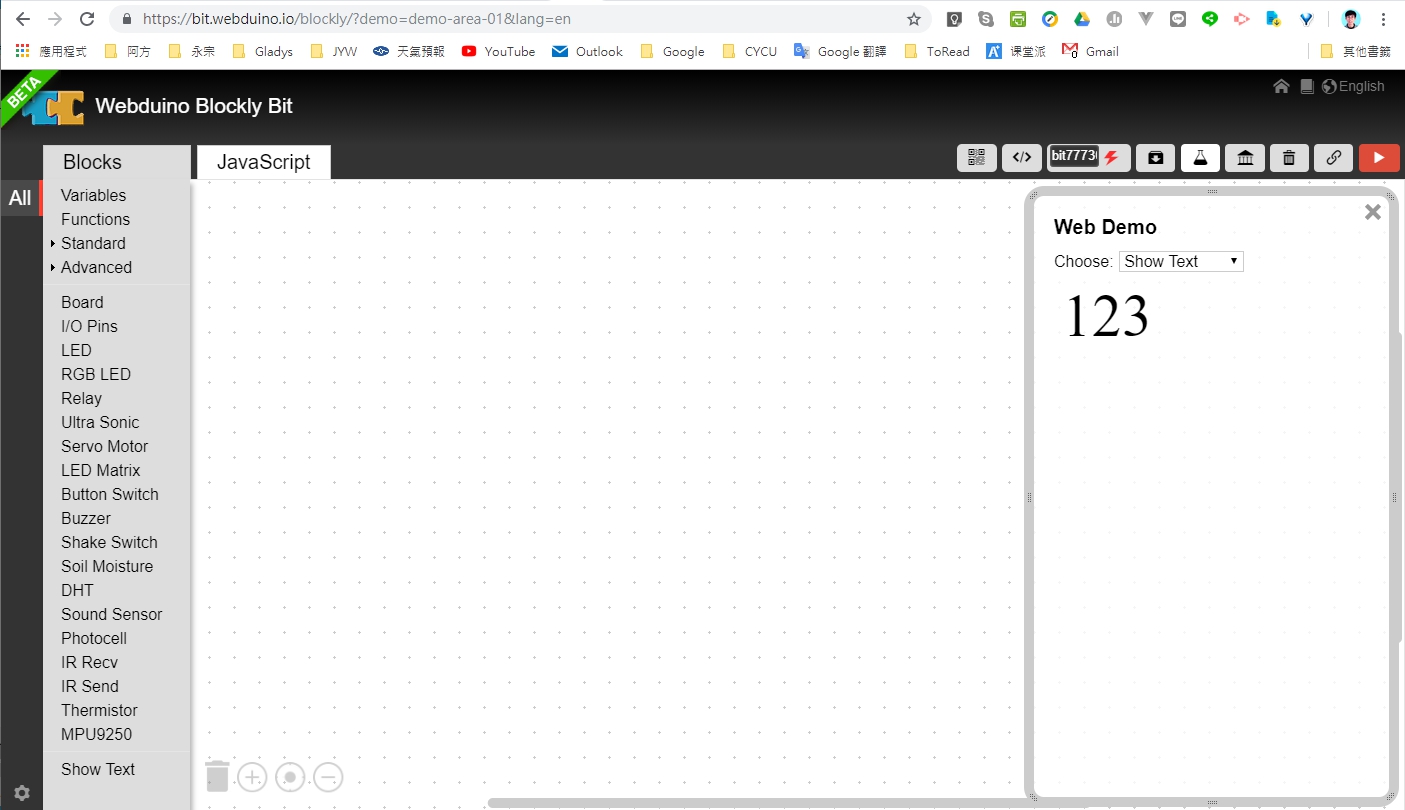 https://bit.webduino.io/blockly/?demo=demo-area-01&lang=en
應用程式 阿方 永宗 Gladys JYW 天氣預報 YouTube Outlook Google CYCU Google 翻譯 ToRead 课堂派 Gmail 其他書籤
BETA
Webduino Blockly Bit
English
Blocks
JavaScript
All
Variables
Functions
Standard
Advanced
Board
I/O Pins
LED
RGB LED
Relay
Ultra Sonic
Servo Motor
LED Matrix
Button Switch
Buzzer
Shake Switch
Soil Moisture
DHT
Sound Sensor
Photocell
IR Recv
IR Send
Thermistor
MPU9250
Show Text
Web Demo
Choose: Show Text
123